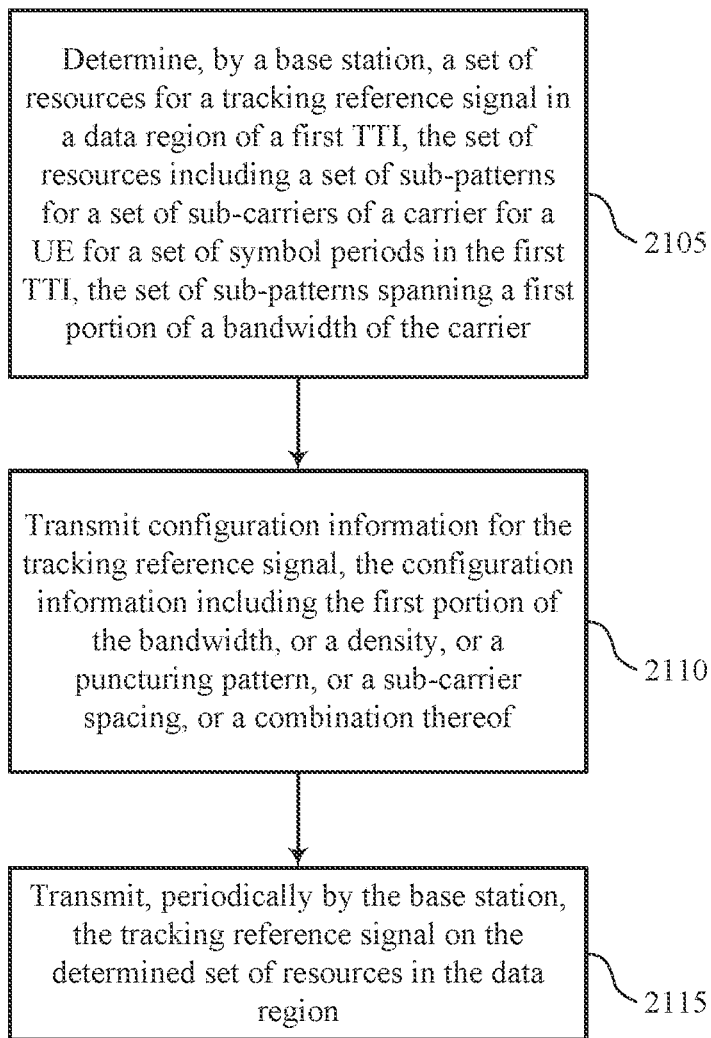 Determine, by a base station, a set of
resources for a tracking reference signal in
a data region of a first TTI, the set of
resources including a set of sub-patterns
for a set of sub-carriers of a carrier for a
UE for a set of symbol periods in the first
TTI, the set of sub-patterns spanning a first
portion of a bandwidth of the carrier
2105
Transmit configuration information for the
tracking reference signal, the configuration
information including the first portion of
the bandwidth, or a density, or a
puncturing pattern, or a sub-carrier
spacing, or a combination thereof
2110
Transmit, periodically by the base station,
the tracking reference signal on the
determined set of resources in the data
region
2115